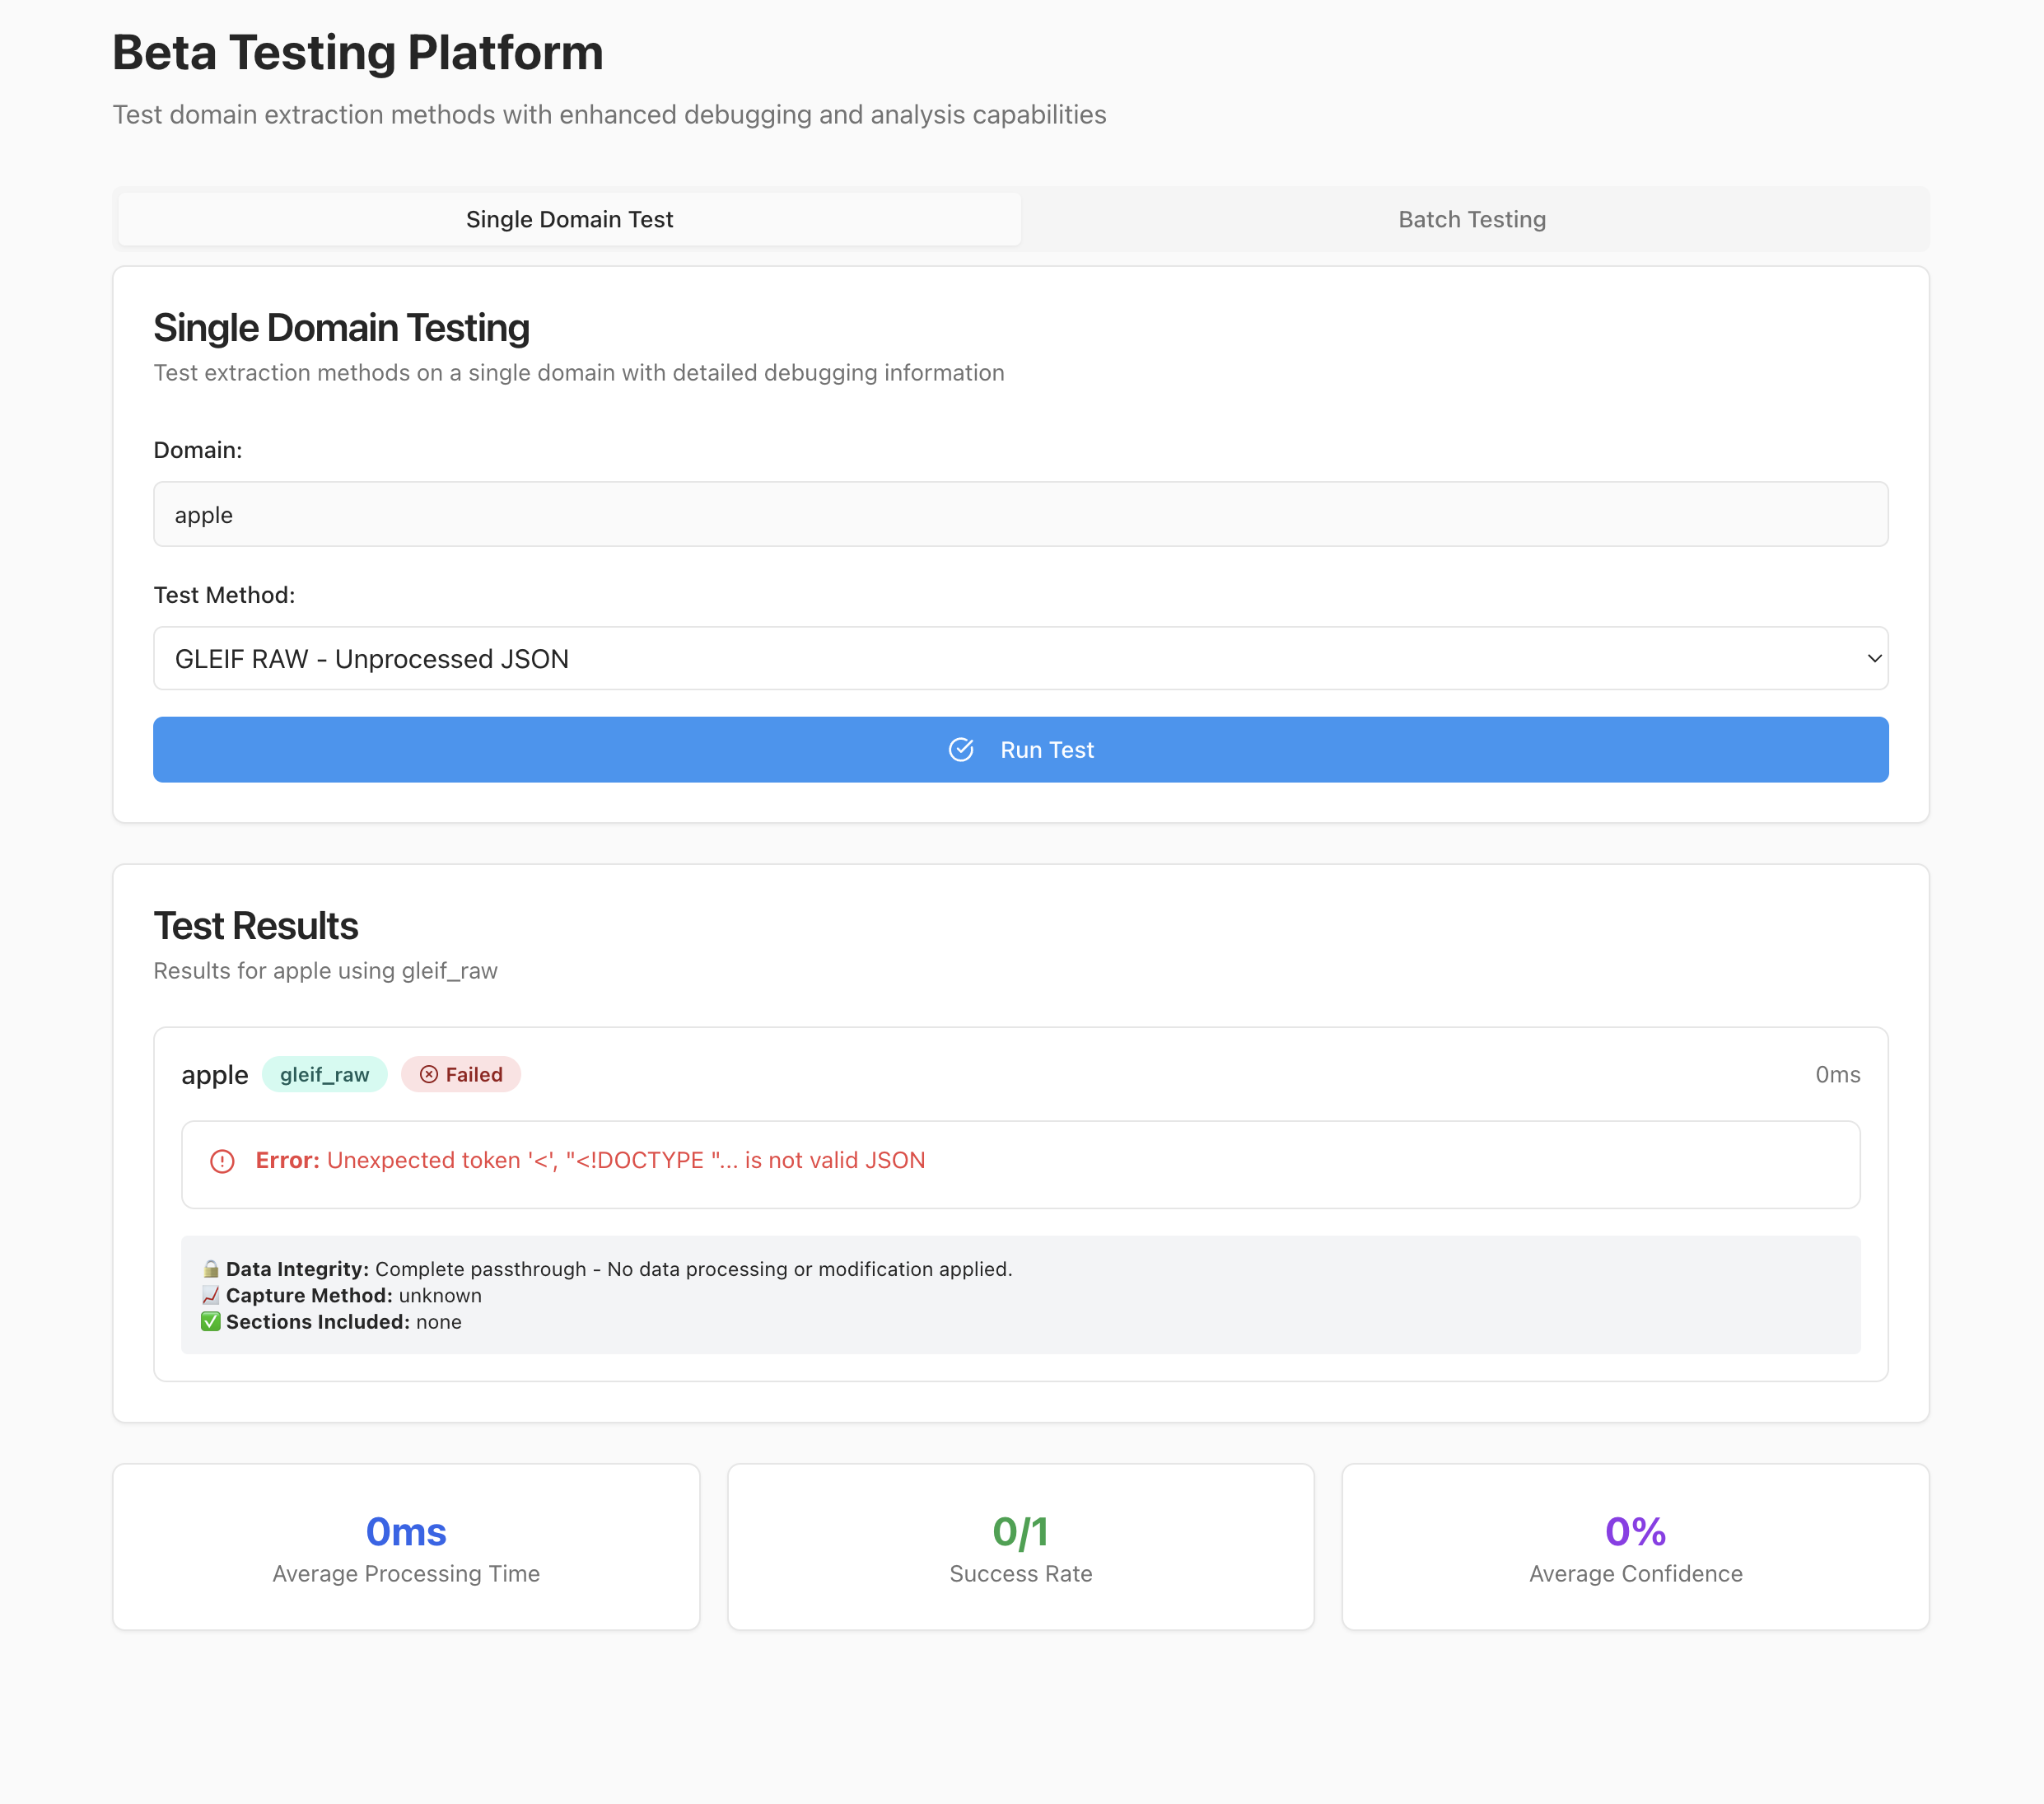 Beta Testing Platform
Test domain extraction methods with enhanced debugging and analysis capabilities
Single Domain Test
Batch Testing
Single Domain Testing
Test extraction methods on a single domain with detailed debugging information
Domain:
apple
Test Method:
GLEIF RAW - Unprocessed JSON
Run Test
Test Results
Results for apple using gleif_raw
apple gleif_raw Failed 0ms
Error: Unexpected token '<', "<!DOCTYPE "... is not valid JSON
🔒 Data Integrity: Complete passthrough - No data processing or modification applied.
📈 Capture Method: unknown
✅ Sections Included: none
0ms
Average Processing Time
0/1
Success Rate
0%
Average Confidence